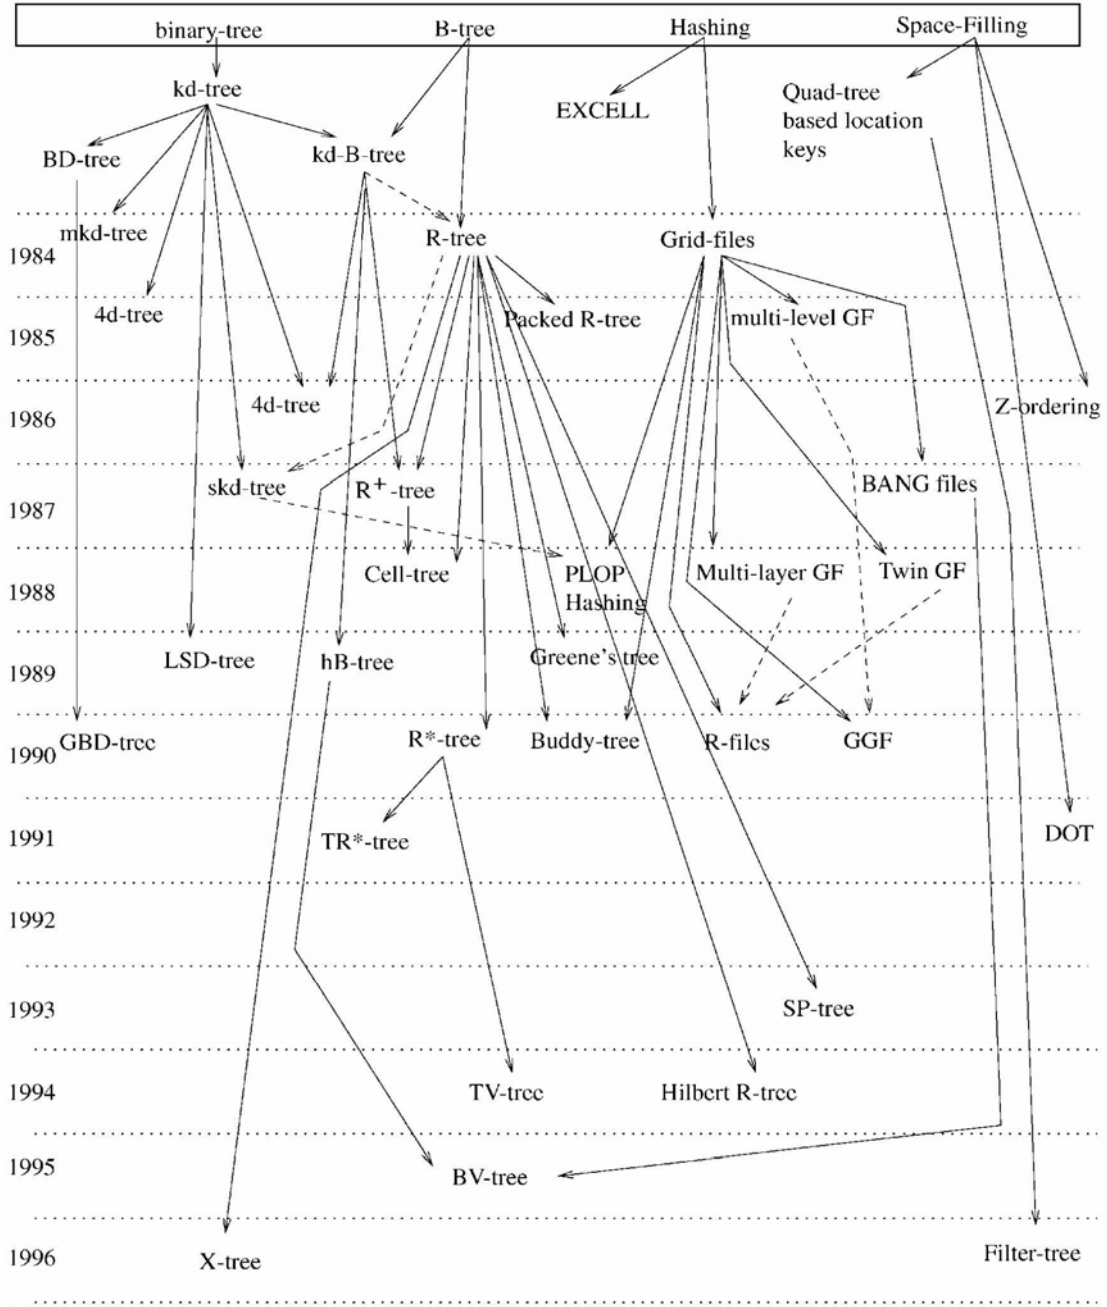 binary-tree B-tree Hashing Space-Filling
kd-tree
Quad-tree
based location
keys
EXCELL
BD-tree kd-B-tree
mkd-tree R-tree Grid-files
1984
4d-tree Packed R-tree multi-level GF
1985
4d-tree Z-ordering
1986
skd-tree R+-tree BANG files
1987
Cell-tree PLOP Multi-layer GF Twin GF
1988
Hashing
LSD-tree hB-tree Greene's tree
1989
GBD-tree R*-tree Buddy-tree R-files GGF
1990
TR*-tree DOT
1991
1992
1993 SP-tree
1994 TV-tree Hilbert R-tree
1995
BV-tree
1996 X-tree Filter-tree